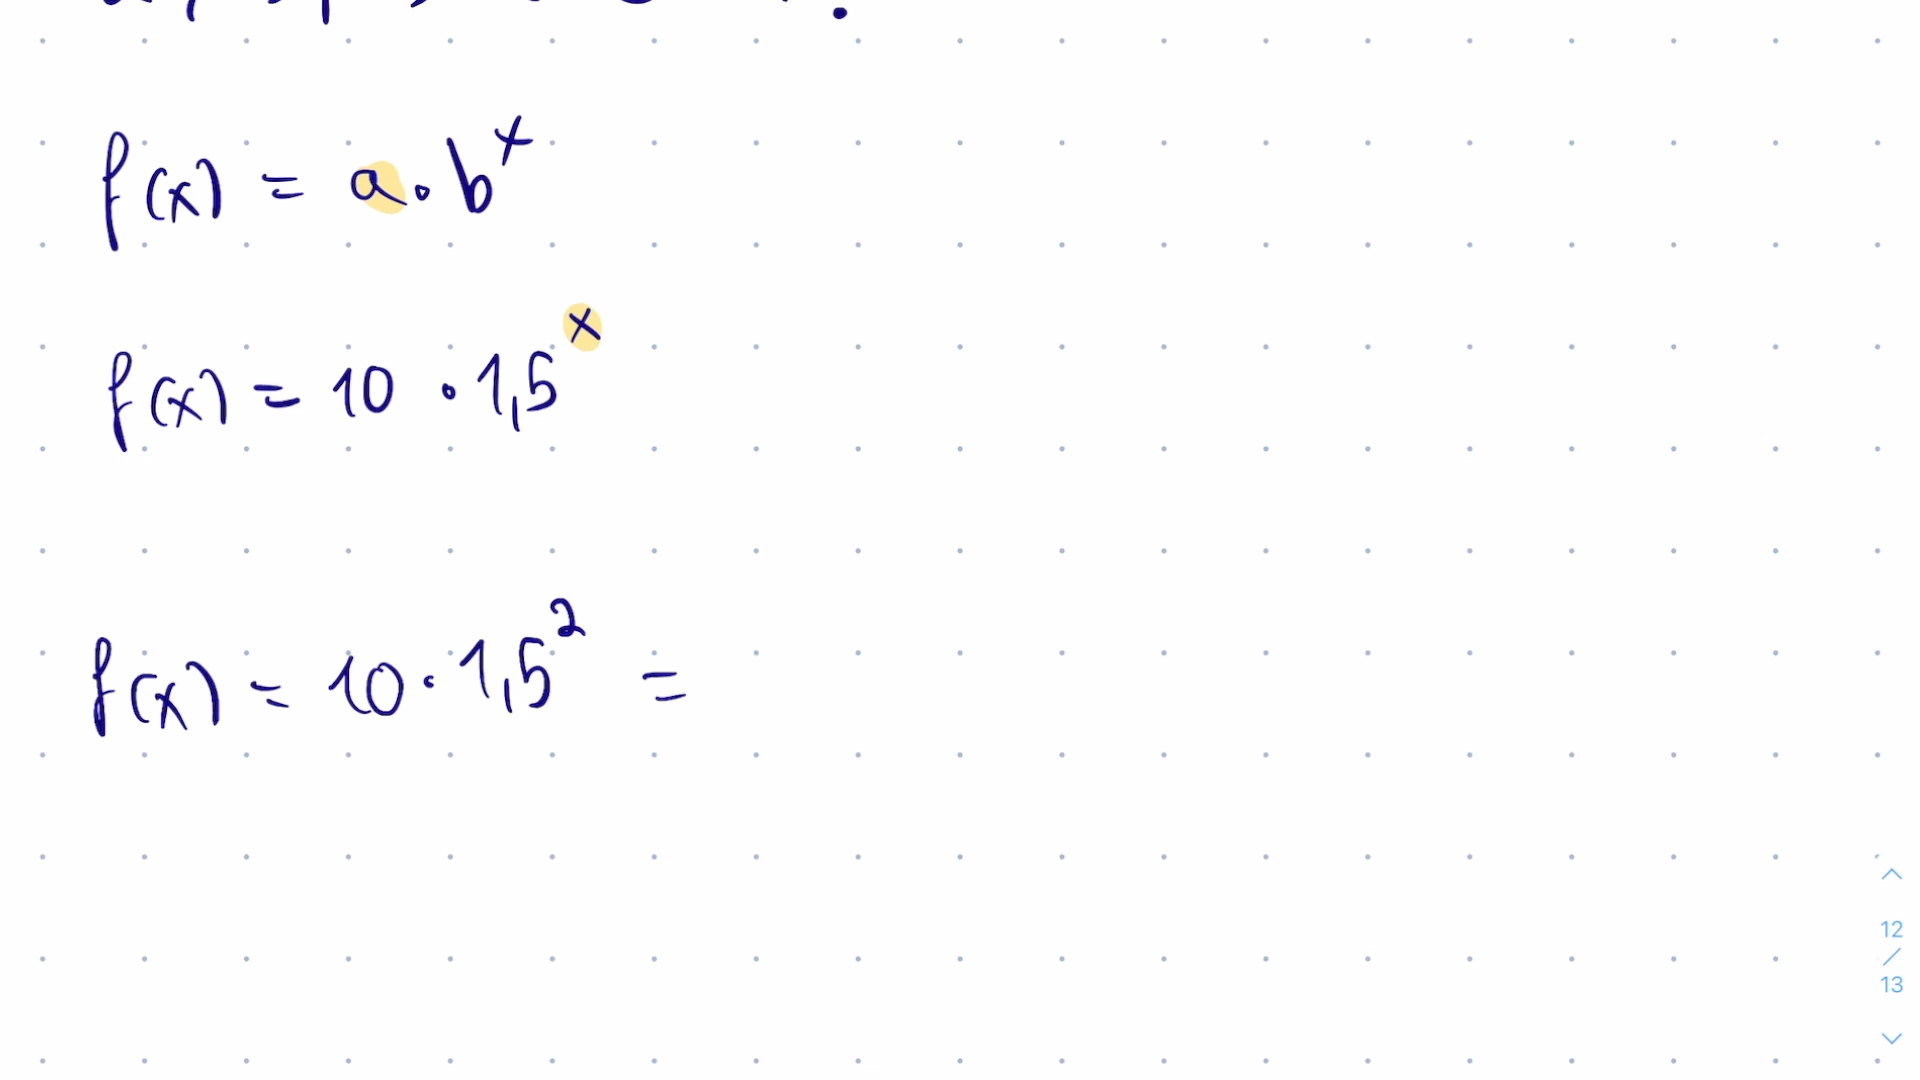 f(x) = a · b^x
f(x) = 10 · 1,5^x
f(x) = 10 · 1,5^2 =
12
/
13